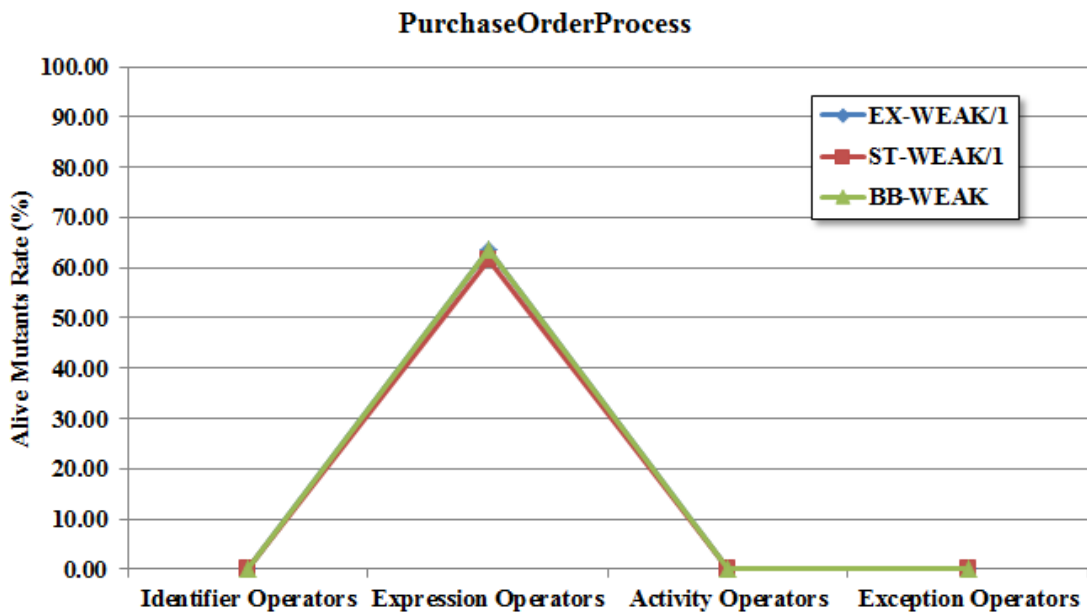 PurchaseOrderProcess
Alive Mutants Rate (%)
100.00
90.00
80.00
70.00
60.00
50.00
40.00
30.00
20.00
10.00
0.00
EX-WEAK/1
ST-WEAK/1
BB-WEAK
Identifier Operators Expression Operators Activity Operators Exception Operators